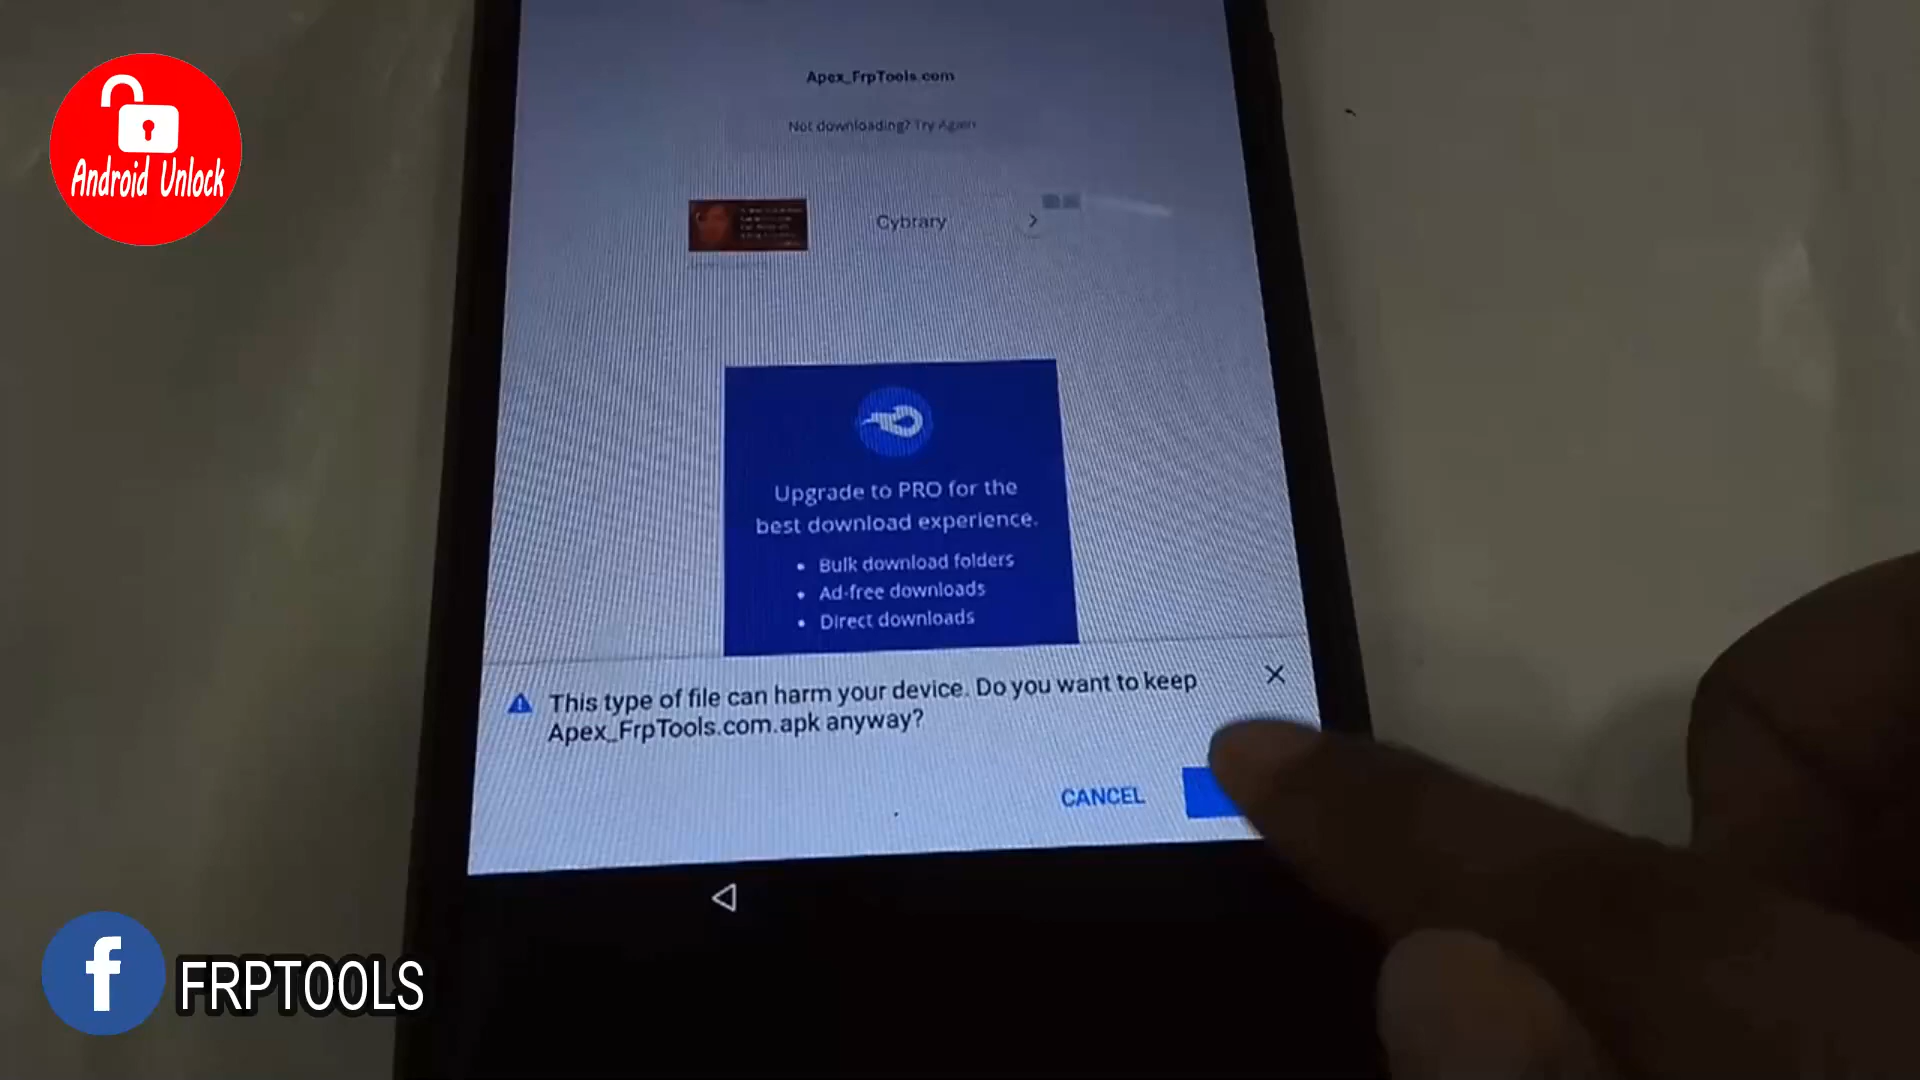 Android Unlock
Apex_FrpTools.com
Not downloading? Try Again
Cybrary
Upgrade to PRO for the
best download experience.
• Bulk download folders
• Ad-free downloads
• Direct downloads
This type of file can harm your device. Do you want to keep
Apex_FrpTools.com.apk anyway?
CANCEL
f FRPTOOLS